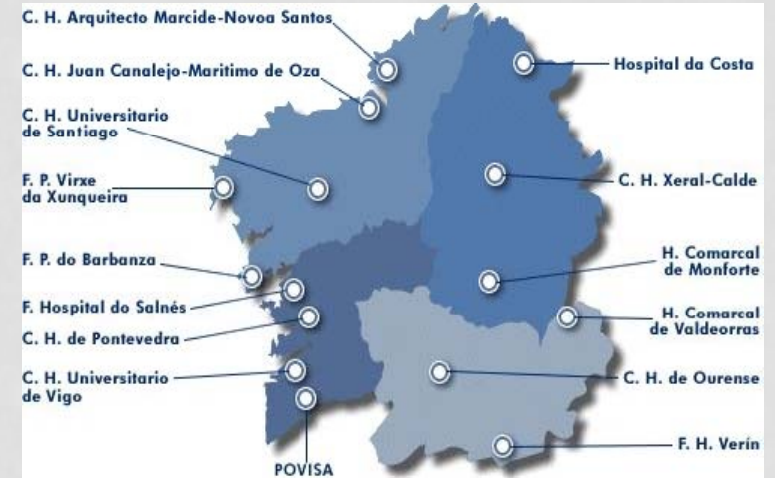 C. H. Arquitecto Marcide-Novoa Santos
C. H. Juan Canalejo-Maritimo de Oza
C. H. Universitario
de Santiago
F. P. Virxe
da Xunqueira
F. P. do Barbanza
F. Hospital do Salnés
C. H. de Pontevedra
C. H. Universitario
de Vigo
POVISA
Hospital da Costa
C. H. Xeral-Calde
H. Comarcal
de Monforte
H. Comarcal
de Valdeorras
C. H. de Ourense
F. H. Verín